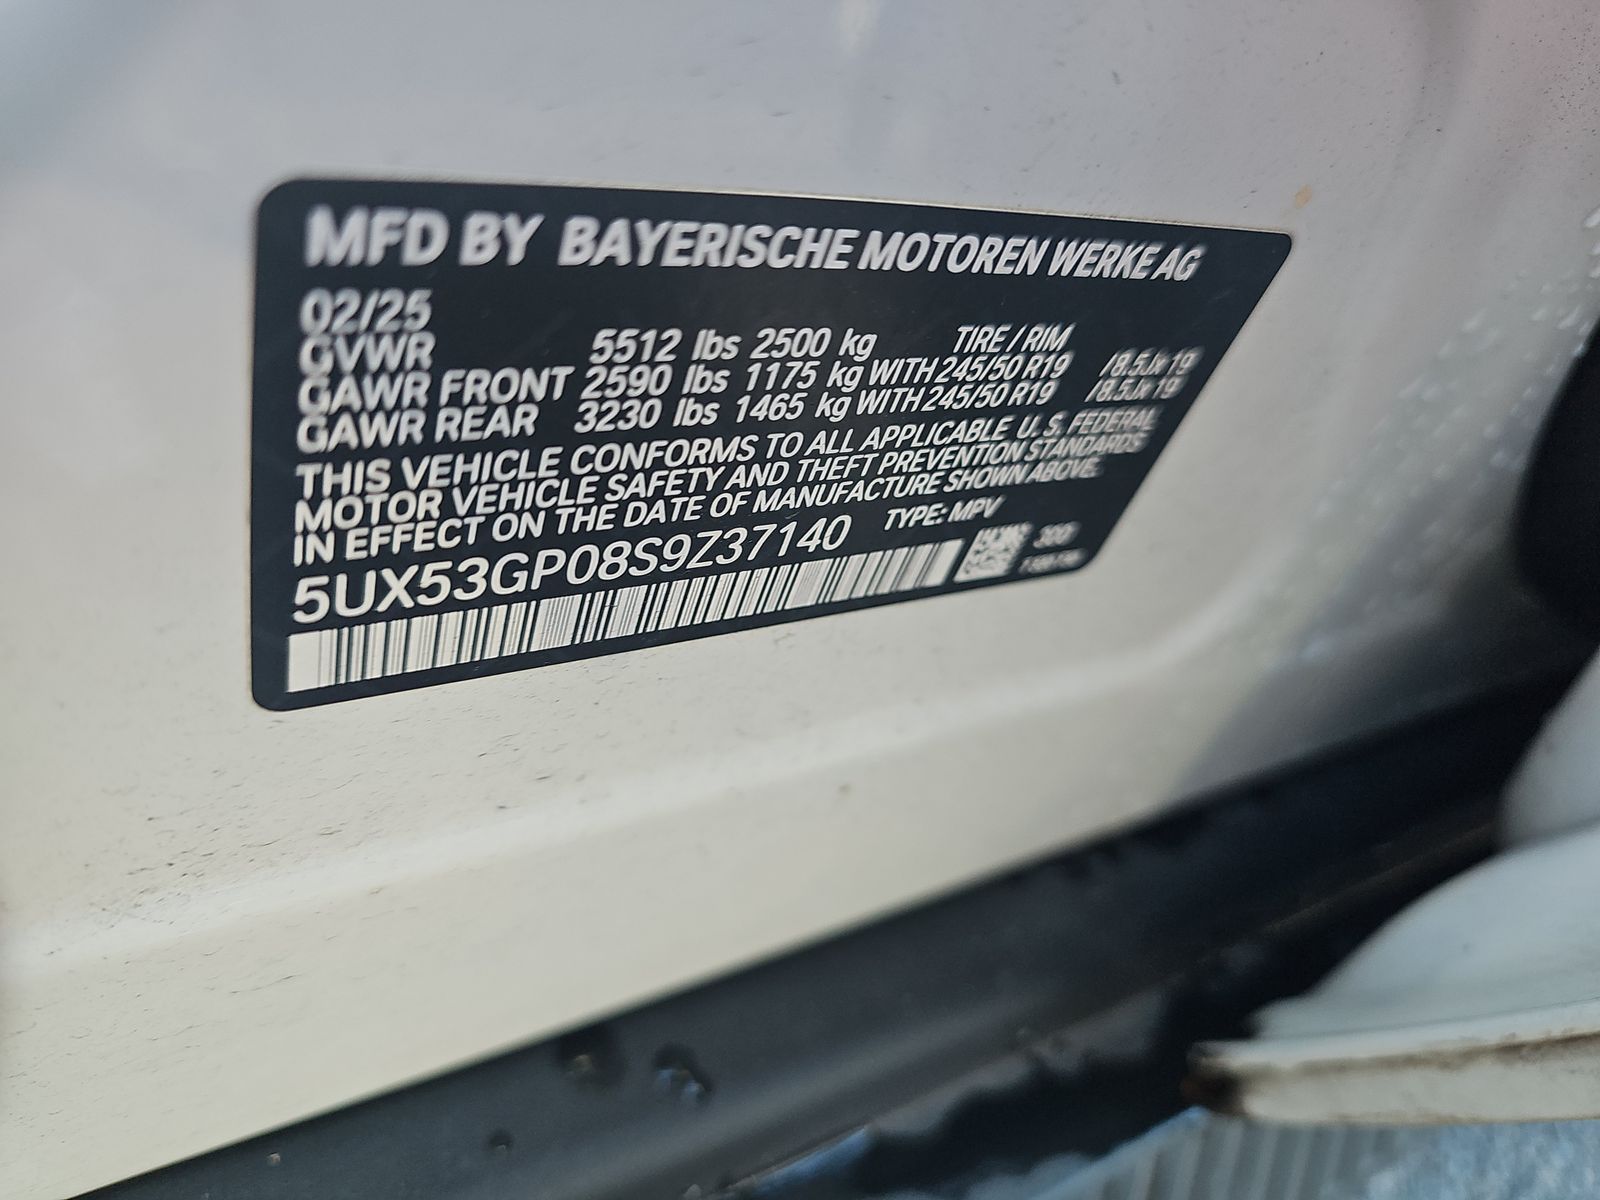 MFD BY BAYERISCHE MOTOREN WERKE AG
02/25
GVWR 5512 lbs 2500 kg TIRE / RIM
GAWR FRONT 2590 lbs 1175 kg WITH 245/50 R19 /8.5Jx19
GAWR REAR 3230 lbs 1465 kg WITH 245/50 R19 /8.5Jx19
THIS VEHICLE CONFORMS TO ALL APPLICABLE U. S. FEDERAL
MOTOR VEHICLE SAFETY AND THEFT PREVENTION STANDARDS
IN EFFECT ON THE DATE OF MANUFACTURE SHOWN ABOVE.
5UX53GP08S9Z37140 TYPE: MPV
300